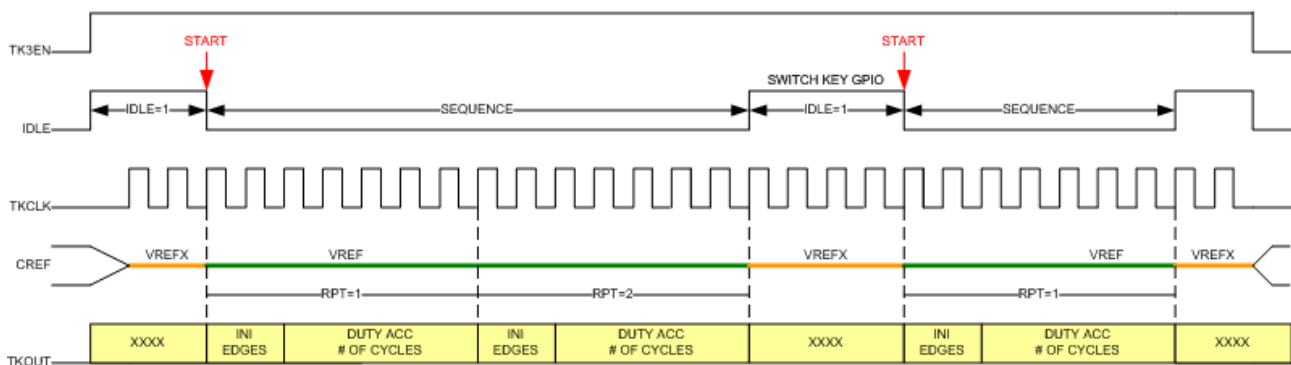 TK3EN
START
START
IDLE
IDLE=1
SEQUENCE
SWITCH KEY GPIO
IDLE=1
SEQUENCE
TKCLK
CREF
VREFX
VREF
VREFX
VREF
VREFX
RPT=1
RPT=2
RPT=1
TKOUT
XXXX
INI
EDGES
DUTY ACC
# OF CYCLES
INI
EDGES
DUTY ACC
# OF CYCLES
XXXX
INI
EDGES
DUTY ACC
# OF CYCLES
XXXX